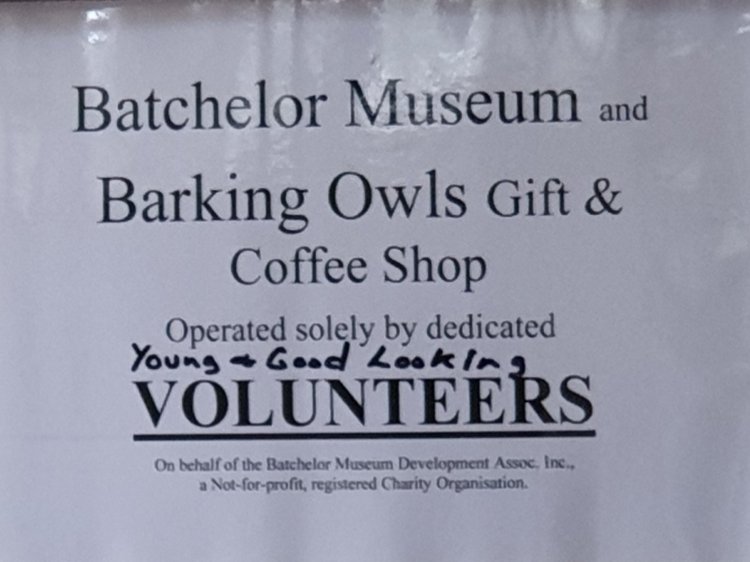 Batchelor Museum and
Barking Owls Gift &
Coffee Shop
Operated solely by dedicated
Young & Good Looking
VOLUNTEERS
On behalf of the Batchelor Museum Development Assoc. Inc.,
a Not-for-profit, registered Charity Organisation.